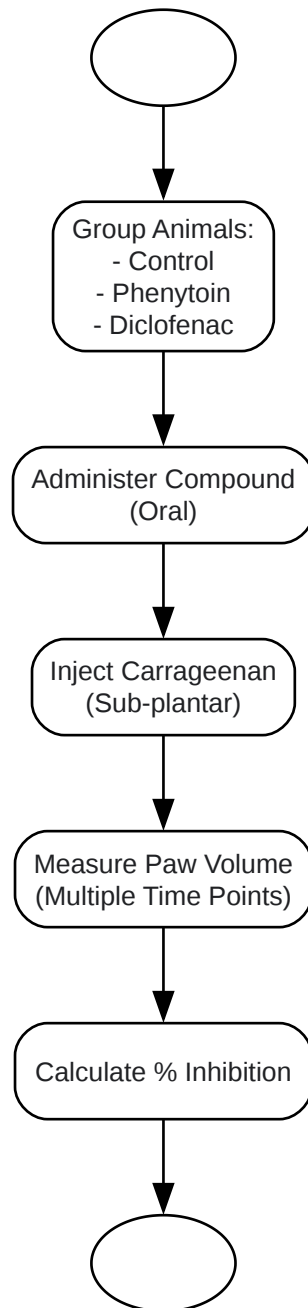 Group Animals:
- Control
- Phenytoin
- Diclofenac
Administer Compound
(Oral)
Inject Carrageenan
(Sub-plantar)
Measure Paw Volume
(Multiple Time Points)
Calculate % Inhibition